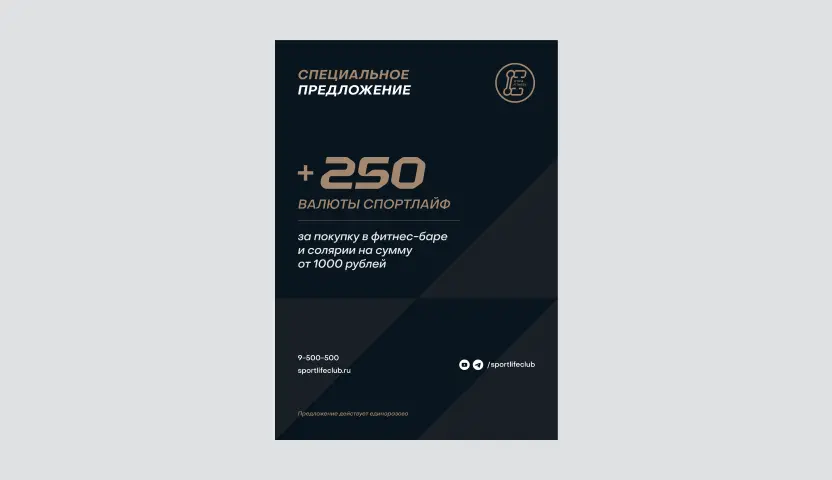 СПЕЦИАЛЬНОЕ
ПРЕДЛОЖЕНИЕ
+250
ВАЛЮТЫ СПОРТЛАЙФ
за покупку в фитнес-баре
и солярии на сумму
от 1000 рублей
9-500-500
sportlifeclub.ru
/sportlifeclub
Предложение действует единоразово